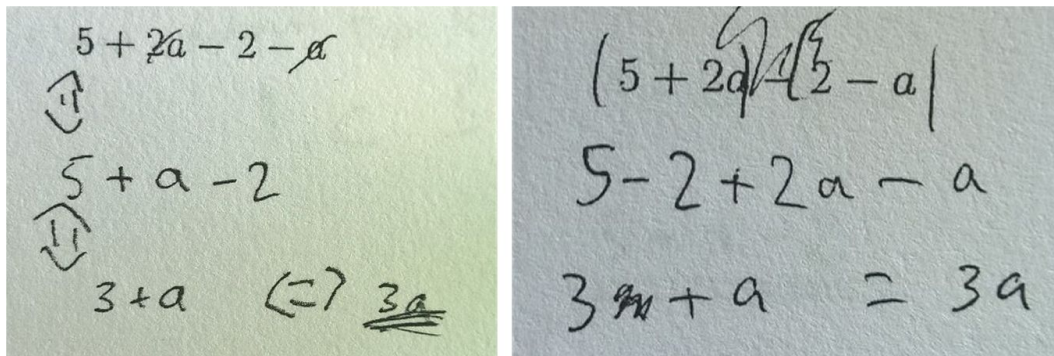 5 + 2a − 2 − a
5 + a − 2
3 + a ⇔ 3a
(5 + 2a) − (2 − a)
5 − 2 + 2a − a
3 + a = 3a